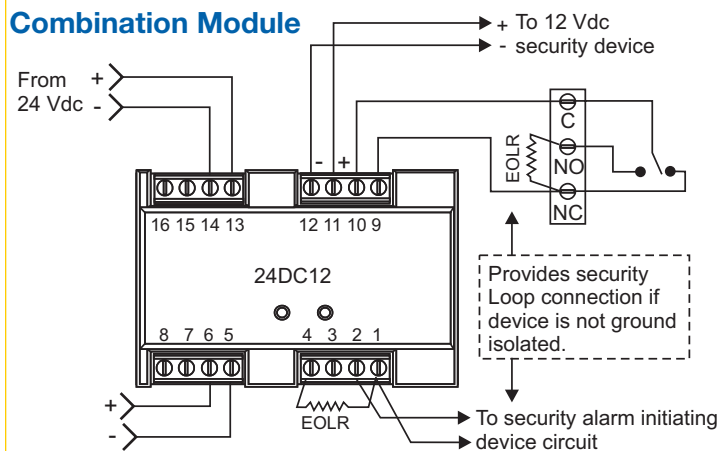 Combination Module
+ To 12 Vdc
- security device
From +
24 Vdc -
C
NO
NC
EOLR
- +
16 15 14 13
12 11 10 9
24DC12
8 7 6 5
4 3 2 1
Provides security
Loop connection if
device is not ground
isolated.
+
-
EOLR
To security alarm initiating
device circuit